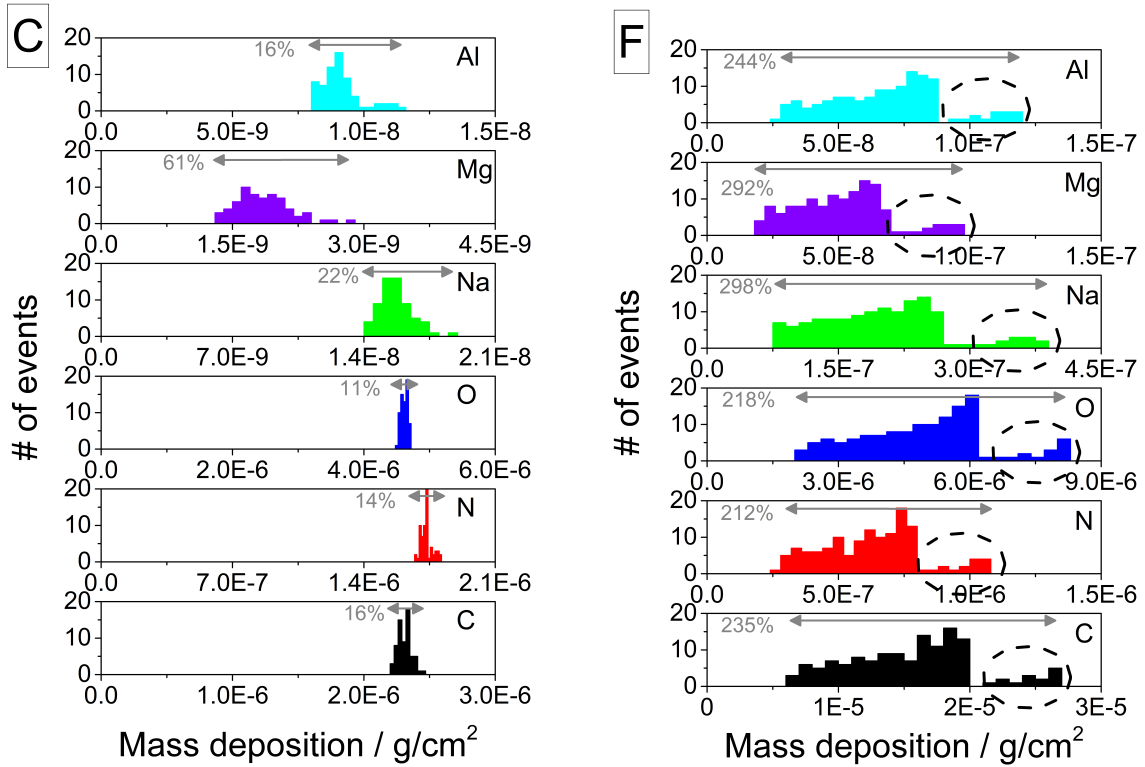 C
# of events
20
10
0
16%
Al
0.0 5.0E-9 1.0E-8 1.5E-8
20
10
0
61%
Mg
0.0 1.5E-9 3.0E-9 4.5E-9
20
10
0
22%
Na
0.0 7.0E-9 1.4E-8 2.1E-8
20
10
0
11%
O
0.0 2.0E-6 4.0E-6 6.0E-6
20
10
0
14%
N
0.0 7.0E-7 1.4E-6 2.1E-6
20
10
0
16%
C
0.0 1.0E-6 2.0E-6 3.0E-6
Mass deposition / g/cm²
F
# of events
20
10
0
244%
Al
0.0 5.0E-8 1.0E-7 1.5E-7
20
10
0
292%
Mg
0.0 5.0E-8 1.0E-7 1.5E-7
20
10
0
298%
Na
0.0 1.5E-7 3.0E-7 4.5E-7
20
10
0
218%
O
0.0 3.0E-6 6.0E-6 9.0E-6
20
10
0
212%
N
0.0 5.0E-7 1.0E-6 1.5E-6
20
10
0
235%
C
0 1E-5 2E-5 3E-5
Mass deposition / g/cm²